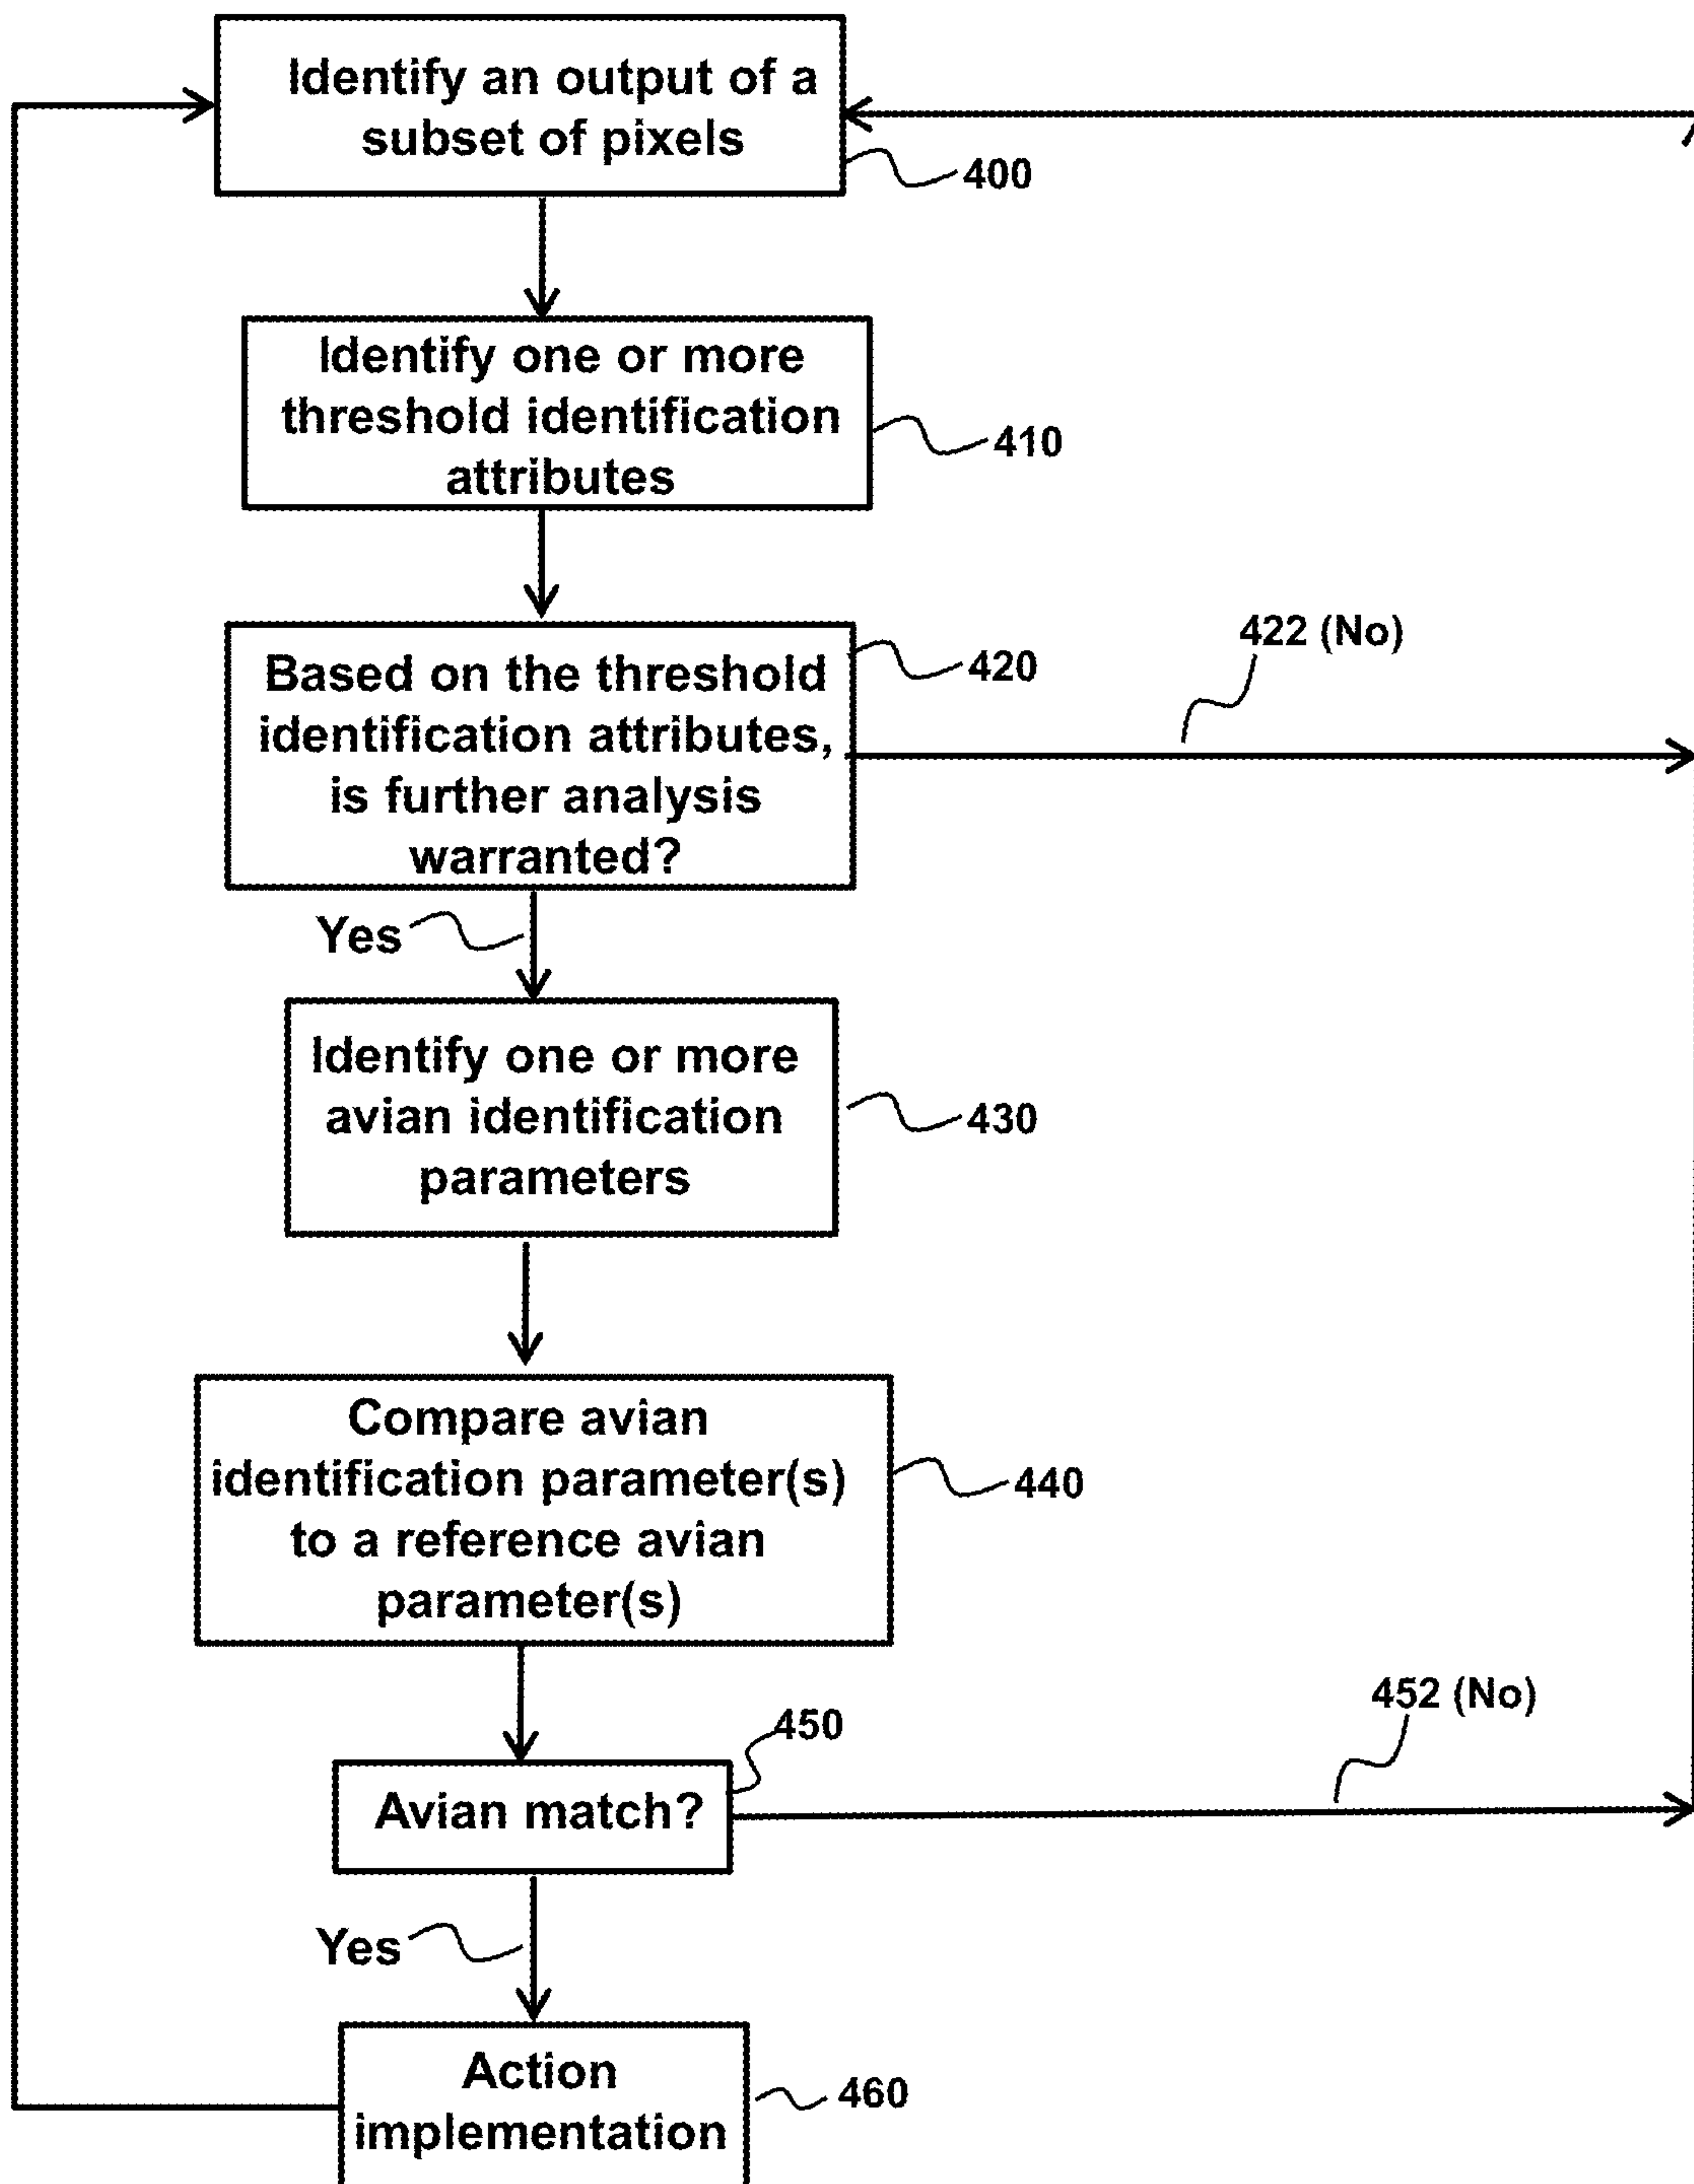 Identify an output of a
subset of pixels
400
Identify one or more
threshold identification
attributes
410
Based on the threshold
identification attributes,
is further analysis
warranted?
420
422 (No)
Yes
Identify one or more
avian identification
parameters
430
Compare avian
identification parameter(s)
to a reference avian
parameter(s)
440
450
452 (No)
Avian match?
Yes
Action
implementation
460